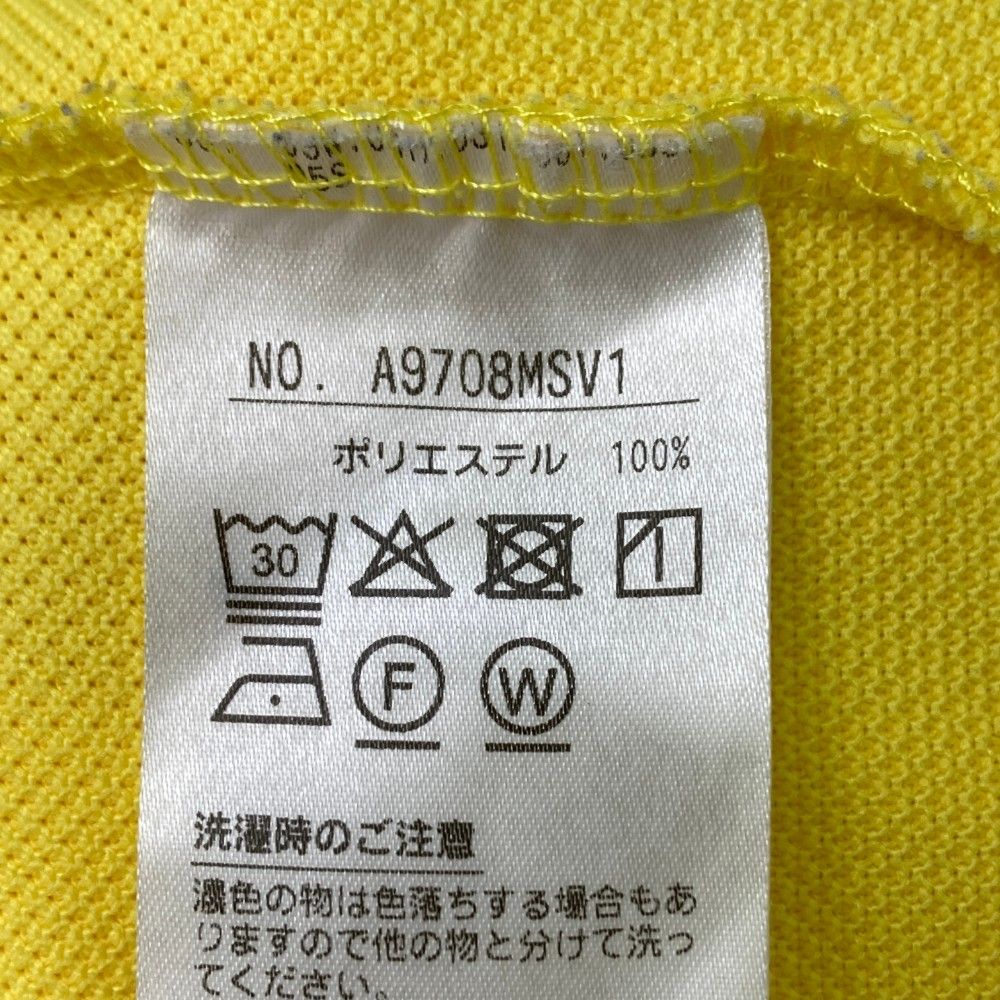 NO. A9708MSV1
ポリエステル 100%
30
F W
洗濯時のご注意
濃色の物は色落ちする場合もあ
りますので他の物と分けて洗っ
てください。